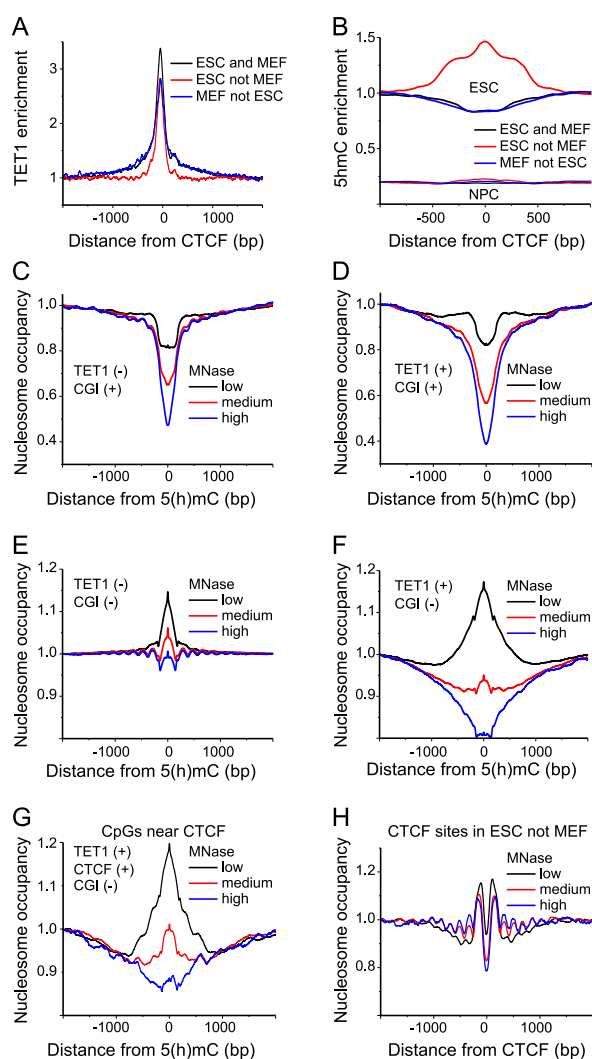 A
TET1 enrichment
3
2
1
ESC and MEF
ESC not MEF
MEF not ESC
-1000 0 1000
Distance from CTCF (bp)
B
5hmC enrichment
1.5
1.0
0.5
ESC
ESC and MEF
ESC not MEF
MEF not ESC
NPC
-500 0 500
Distance from CTCF (bp)
C
Nucleosome occupancy
1.0
0.8
0.6
0.4
TET1 (-)
CGI (+)
MNase
low
medium
high
-1000 0 1000
Distance from 5(h)mC (bp)
D
Nucleosome occupancy
1.0
0.8
0.6
0.4
TET1 (+)
CGI (+)
MNase
low
medium
high
-1000 0 1000
Distance from 5(h)mC (bp)
E
Nucleosome occupancy
1.2
1.1
1.0
0.9
TET1 (-)
CGI (-)
MNase
low
medium
high
-1000 0 1000
Distance from 5(h)mC (bp)
F
Nucleosome occupancy
1.2
1.1
1.0
0.9
TET1 (+)
CGI (-)
MNase
low
medium
high
-1000 0 1000
Distance from 5(h)mC (bp)
G
CpGs near CTCF
Nucleosome occupancy
1.2
1.1
1.0
0.9
TET1 (+)
CTCF (+)
CGI (-)
MNase
low
medium
high
-1000 0 1000
Distance from 5(h)mC (bp)
H
CTCF sites in ESC not MEF
Nucleosome occupancy
1.2
1.0
0.8
MNase
low
medium
high
-1000 0 1000
Distance from CTCF (bp)